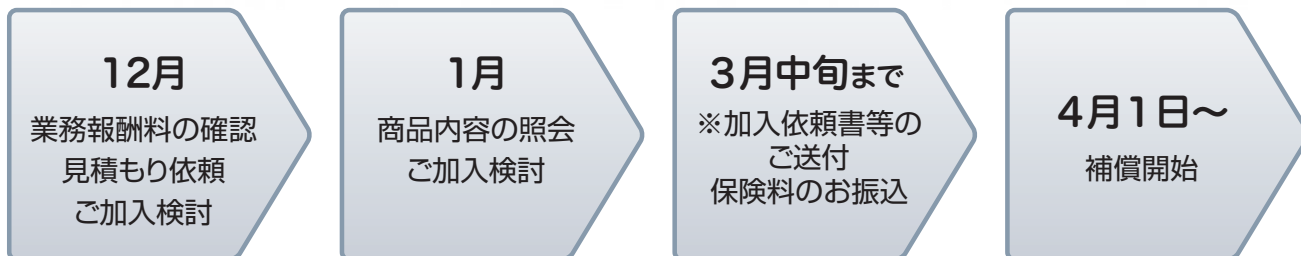 12月
業務報酬料の確認
見積もり依頼
ご加入検討
1月
商品内容の照会
ご加入検討
3月中旬まで
※加入依頼書等の
ご送付
保険料のお振込
4月1日～
補償開始